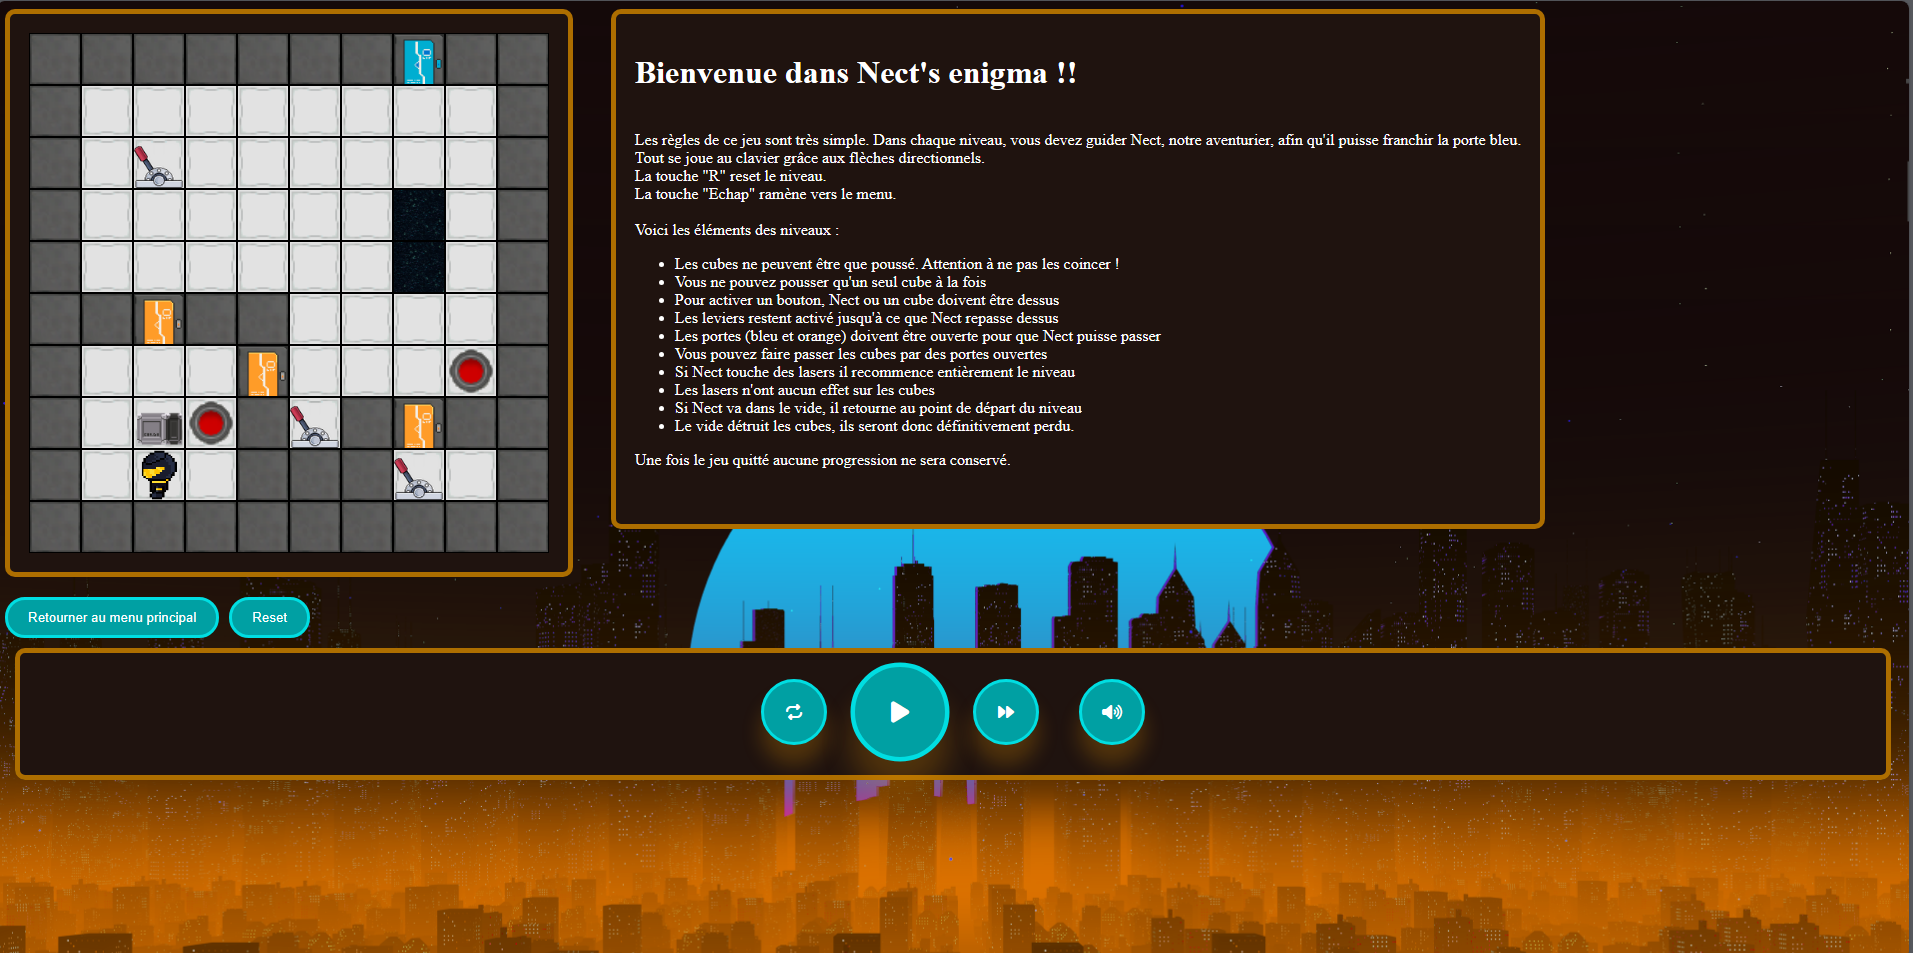 Bienvenue dans Nect's enigma !!
Les règles de ce jeu sont très simple. Dans chaque niveau, vous devez guider Nect, notre aventurier, afin qu'il puisse franchir la porte bleu.
Tout se joue au clavier grâce aux flèches directionnels.
La touche "R" reset le niveau.
La touche "Echap" ramène vers le menu.
Voici les éléments des niveaux :
• Les cubes ne peuvent être que poussé. Attention à ne pas les coincer !
• Vous ne pouvez pousser qu'un seul cube à la fois
• Pour activer un bouton, Nect ou un cube doivent être dessus
• Les leviers restent activé jusqu'à ce que Nect repasse dessus
• Les portes (bleu et orange) doivent être ouverte pour que Nect puisse passer
• Vous pouvez faire passer les cubes par des portes ouvertes
• Si Nect touche des lasers il recommence entièrement le niveau
• Les lasers n'ont aucun effet sur les cubes
• Si Nect va dans le vide, il retourne au point de départ du niveau
• Le vide détruit les cubes, ils seront donc définitivement perdu.
Une fois le jeu quitté aucune progression ne sera conservé.
Retourner au menu principal
Reset